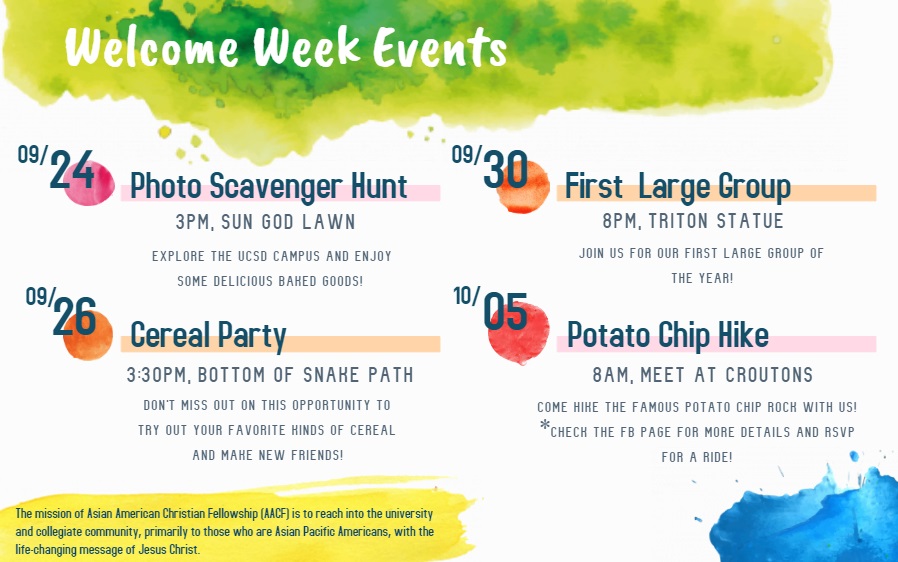 Welcome Week Events
09/24
Photo Scavenger Hunt
3PM, SUN GOD LAWN
EXPLORE THE UCSD CAMPUS AND ENJOY
SOME DELICIOUS BAKED GOODS!
09/26
Cereal Party
3:30PM, BOTTOM OF SNAKE PATH
DON'T MISS OUT ON THIS OPPORTUNITY TO
TRY OUT YOUR FAVORITE KINDS OF CEREAL
AND MAKE NEW FRIENDS!
09/30
First Large Group
8PM, TRITON STATUE
JOIN US FOR OUR FIRST LARGE GROUP OF
THE YEAR!
10/05
Potato Chip Hike
8AM, MEET AT CROUTONS
COME HIKE THE FAMOUS POTATO CHIP ROCK WITH US!
*CHECK THE FB PAGE FOR MORE DETAILS AND RSVP
FOR A RIDE!
The mission of Asian American Christian Fellowship (AACF) is to reach into the university
and collegiate community, primarily to those who are Asian Pacific Americans, with the
life-changing message of Jesus Christ.